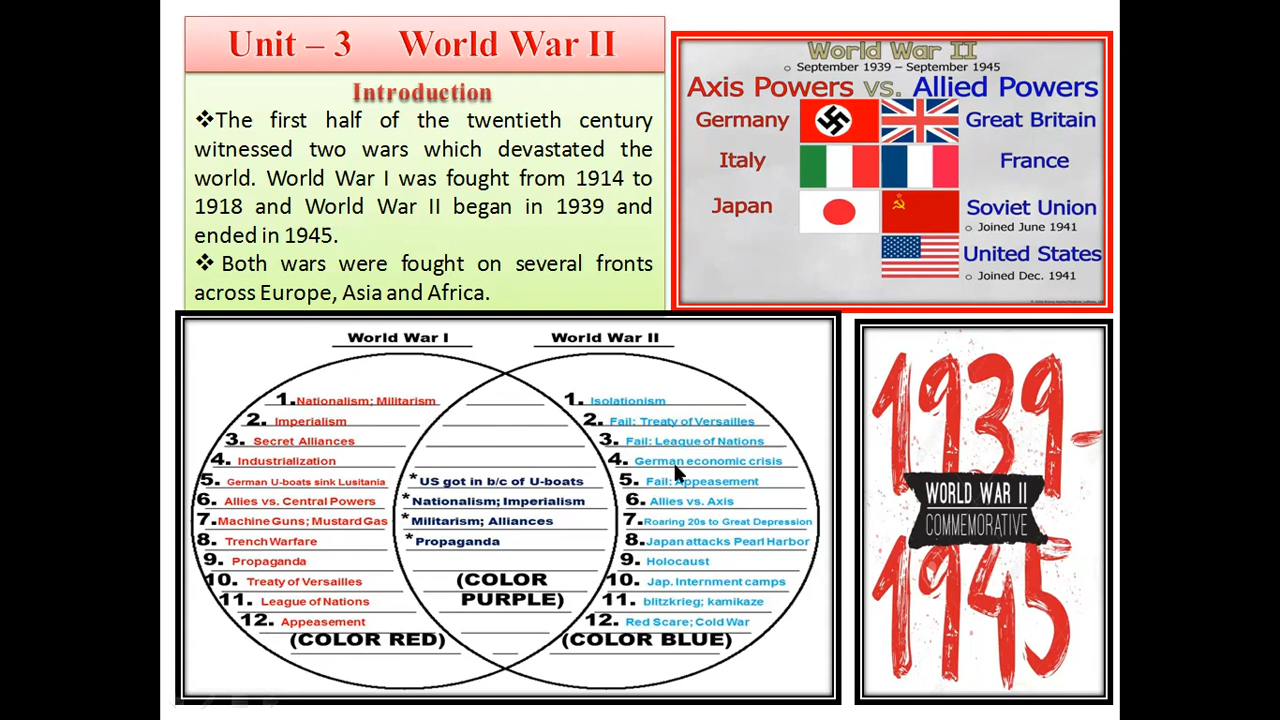 Unit – 3 World War II
Introduction
❖The first half of the twentieth century
witnessed two wars which devastated the
world. World War I was fought from 1914 to
1918 and World War II began in 1939 and
ended in 1945.
❖ Both wars were fought on several fronts
across Europe, Asia and Africa.
World War II
o September 1939 – September 1945
Axis Powers vs. Allied Powers
Germany
Great Britain
Italy
France
Japan
Soviet Union
o Joined June 1941
United States
o Joined Dec. 1941
World War I
1.Nationalism; Militarism
2. Imperialism
3. Secret Alliances
4. Industrialization
5. German U-boats sink Lusitania
6. Allies vs. Central Powers
7.Machine Guns; Mustard Gas
8. Trench Warfare
9. Propaganda
10. Treaty of Versailles
11. League of Nations
12. Appeasement
(COLOR RED)
*US got in b/c of U-boats
*Nationalism; Imperialism
*Militarism; Alliances
*Propaganda
(COLOR
PURPLE)
World War II
1. Isolationism
2. Fail: Treaty of Versailles
3. Fail: League of Nations
4. German economic crisis
5. Fail: Appeasement
6. Allies vs. Axis
7.Roaring 20s to Great Depression
8.Japan attacks Pearl Harbor
9. Holocaust
10. Jap. Internment camps
11. blitzkrieg; kamikaze
12. Red Scare; Cold War
(COLOR BLUE)
1939-
WORLD WAR II
COMMEMORATIVE
1945